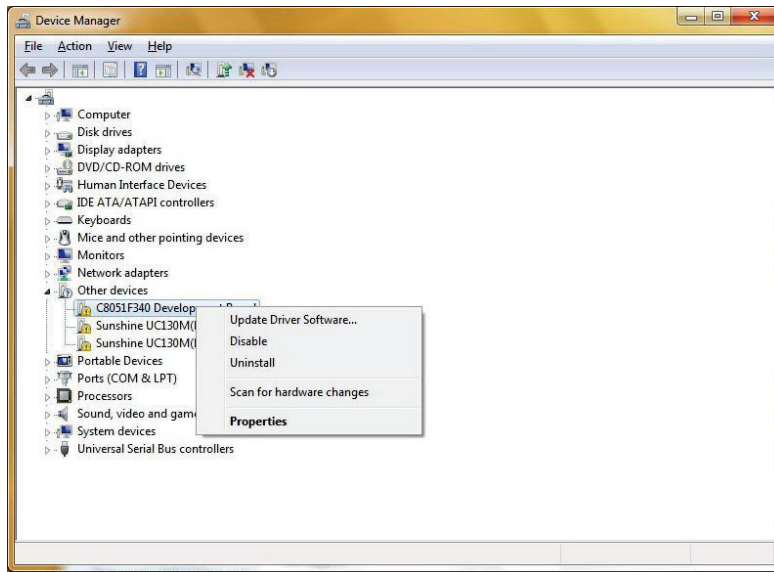 Device Manager
File Action View Help
Computer
Disk drives
Display adapters
DVD/CD-ROM drives
Human Interface Devices
IDE ATA/ATAPI controllers
Keyboards
Mice and other pointing devices
Monitors
Network adapters
Other devices
C8051F340
Sunshine UC130M(
Sunshine UC130M(
Portable Devices
Ports (COM & LPT)
Processors
Sound, video and gam
System devices
Universal Serial Bus controllers
Update Driver Software...
Disable
Uninstall
Scan for hardware changes
Properties